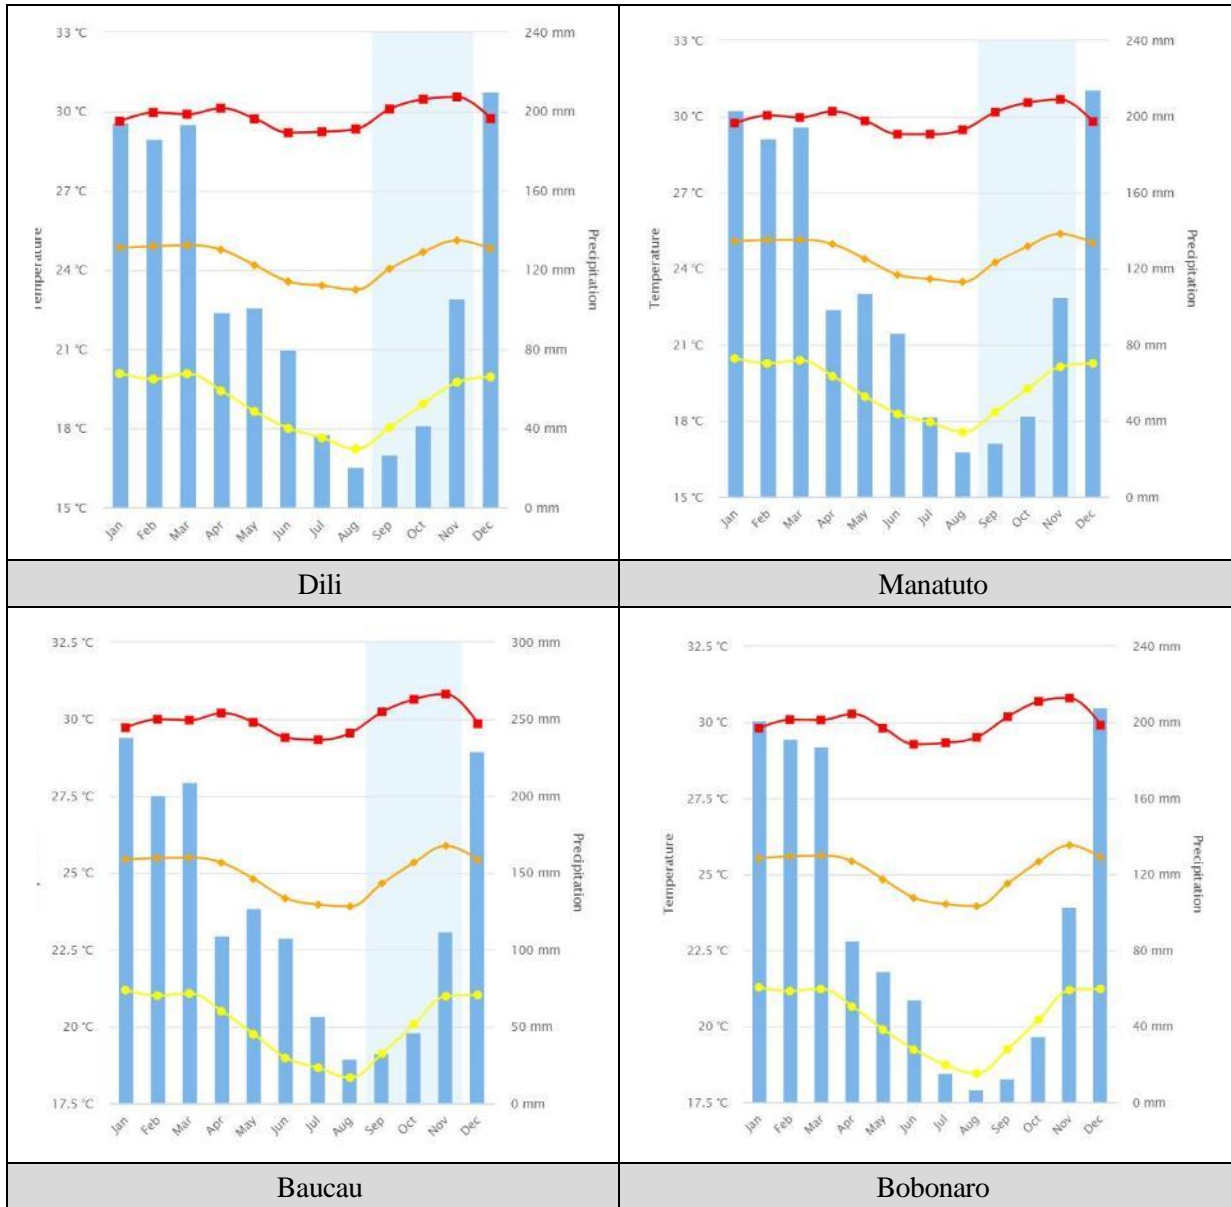 33 °C
30 °C
27 °C
24 °C
21 °C
18 °C
15 °C
Temperature
240 mm
200 mm
160 mm
120 mm
80 mm
40 mm
0 mm
Precipitation
Jan Feb Mar Apr May Jun Jul Aug Sep Oct Nov Dec
33 °C
30 °C
27 °C
24 °C
21 °C
18 °C
15 °C
Temperature
240 mm
200 mm
160 mm
120 mm
80 mm
40 mm
0 mm
Precipitation
Jan Feb Mar Apr May Jun Jul Aug Sep Oct Nov Dec
Dili
Manatuto
32.5 °C
30 °C
27.5 °C
25 °C
22.5 °C
20 °C
17.5 °C
300 mm
250 mm
200 mm
150 mm
100 mm
50 mm
0 mm
Precipitation
Jan Feb Mar Apr May Jun Jul Aug Sep Oct Nov Dec
32.5 °C
30 °C
27.5 °C
25 °C
22.5 °C
20 °C
17.5 °C
Temperature
240 mm
200 mm
160 mm
120 mm
80 mm
40 mm
0 mm
Precipitation
Jan Feb Mar Apr May Jun Jul Aug Sep Oct Nov Dec
Baucau
Bobonaro